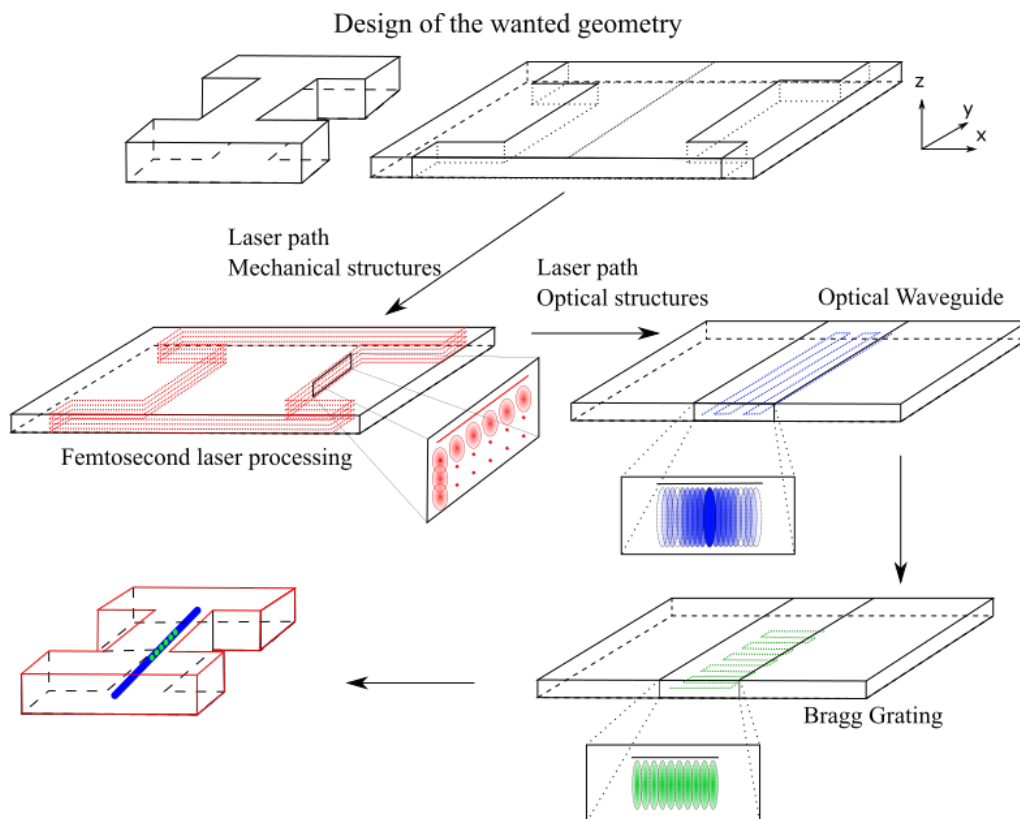 Design of the wanted geometry
z
y
x
Laser path
Mechanical structures
Laser path
Optical structures
Optical Waveguide
Femtosecond laser processing
Bragg Grating